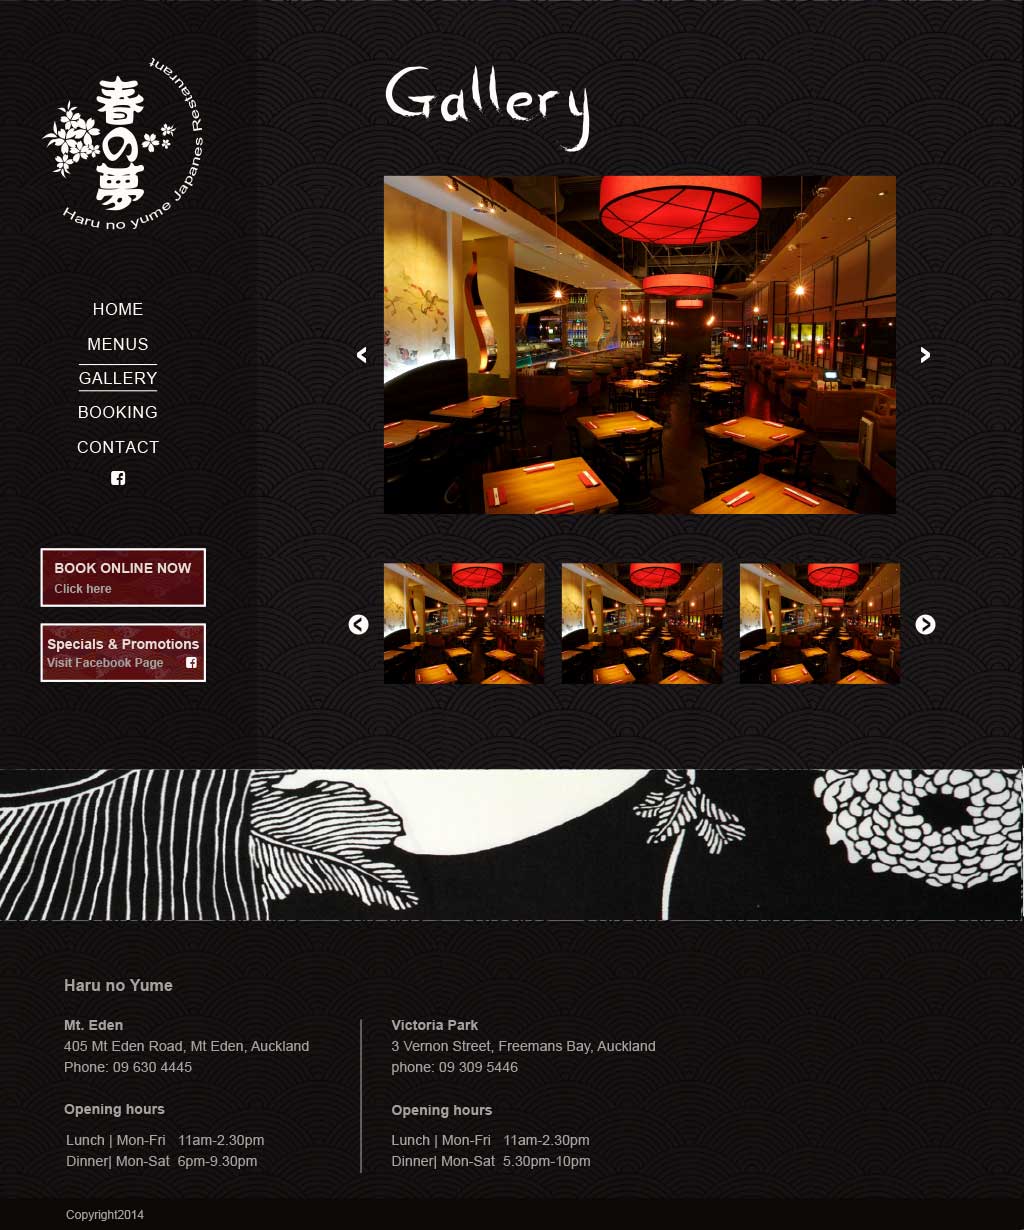 春の夢
Haru no yume Japanes Restaurant
Gallery
HOME
MENUS
GALLERY
BOOKING
CONTACT
BOOK ONLINE NOW
Click here
Specials & Promotions
Visit Facebook Page
Haru no Yume
Mt. Eden
405 Mt Eden Road, Mt Eden, Auckland
Phone: 09 630 4445
Opening hours
Lunch | Mon-Fri 11am-2.30pm
Dinner| Mon-Sat 6pm-9.30pm
Victoria Park
3 Vernon Street, Freemans Bay, Auckland
phone: 09 309 5446
Opening hours
Lunch | Mon-Fri 11am-2.30pm
Dinner| Mon-Sat 5.30pm-10pm
Copyright2014